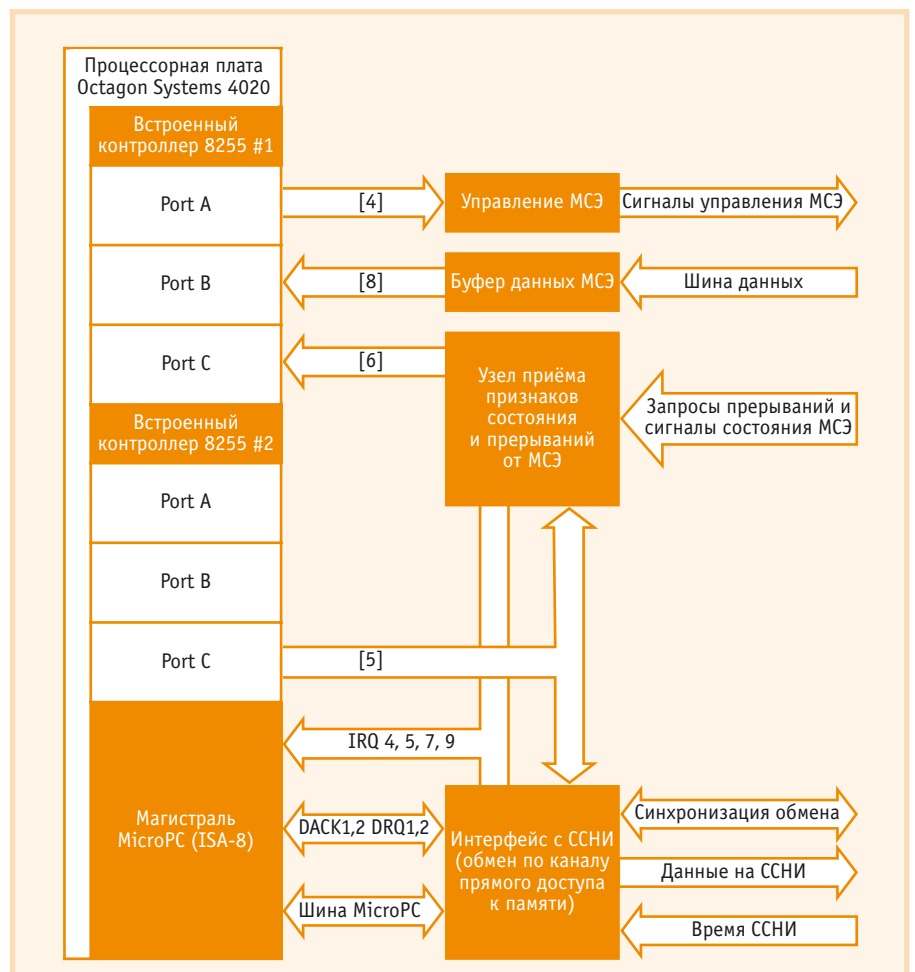 Процессорная плата
Octagon Systems 4020
Встроенный
контроллер 8255 #1
Port A
[4]
Управление МСЭ
Сигналы управления МСЭ
Port B
[8]
Буфер данных МСЭ
Шина данных
Port C
[6]
Узел приёма
признаков
состояния
и прерываний
от МСЭ
Запросы прерываний и
сигналы состояния МСЭ
Встроенный
контроллер 8255 #2
Port A
Port B
Port C
[5]
IRQ 4, 5, 7, 9
Магистраль
MicroPC (ISA-8)
DACK1,2 DRQ1,2
Шина MicroPC
Интерфейс с ССНИ
(обмен по каналу
прямого доступа
к памяти)
Синхронизация обмена
Данные на ССНИ
Время ССНИ